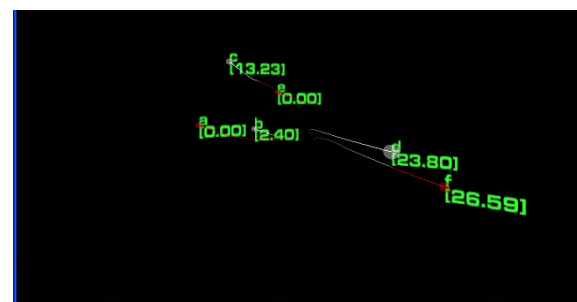 c
[13.23]
e
[0.00]
a
[0.00]
b
[2.40]
d
[23.80]
f
[26.59]